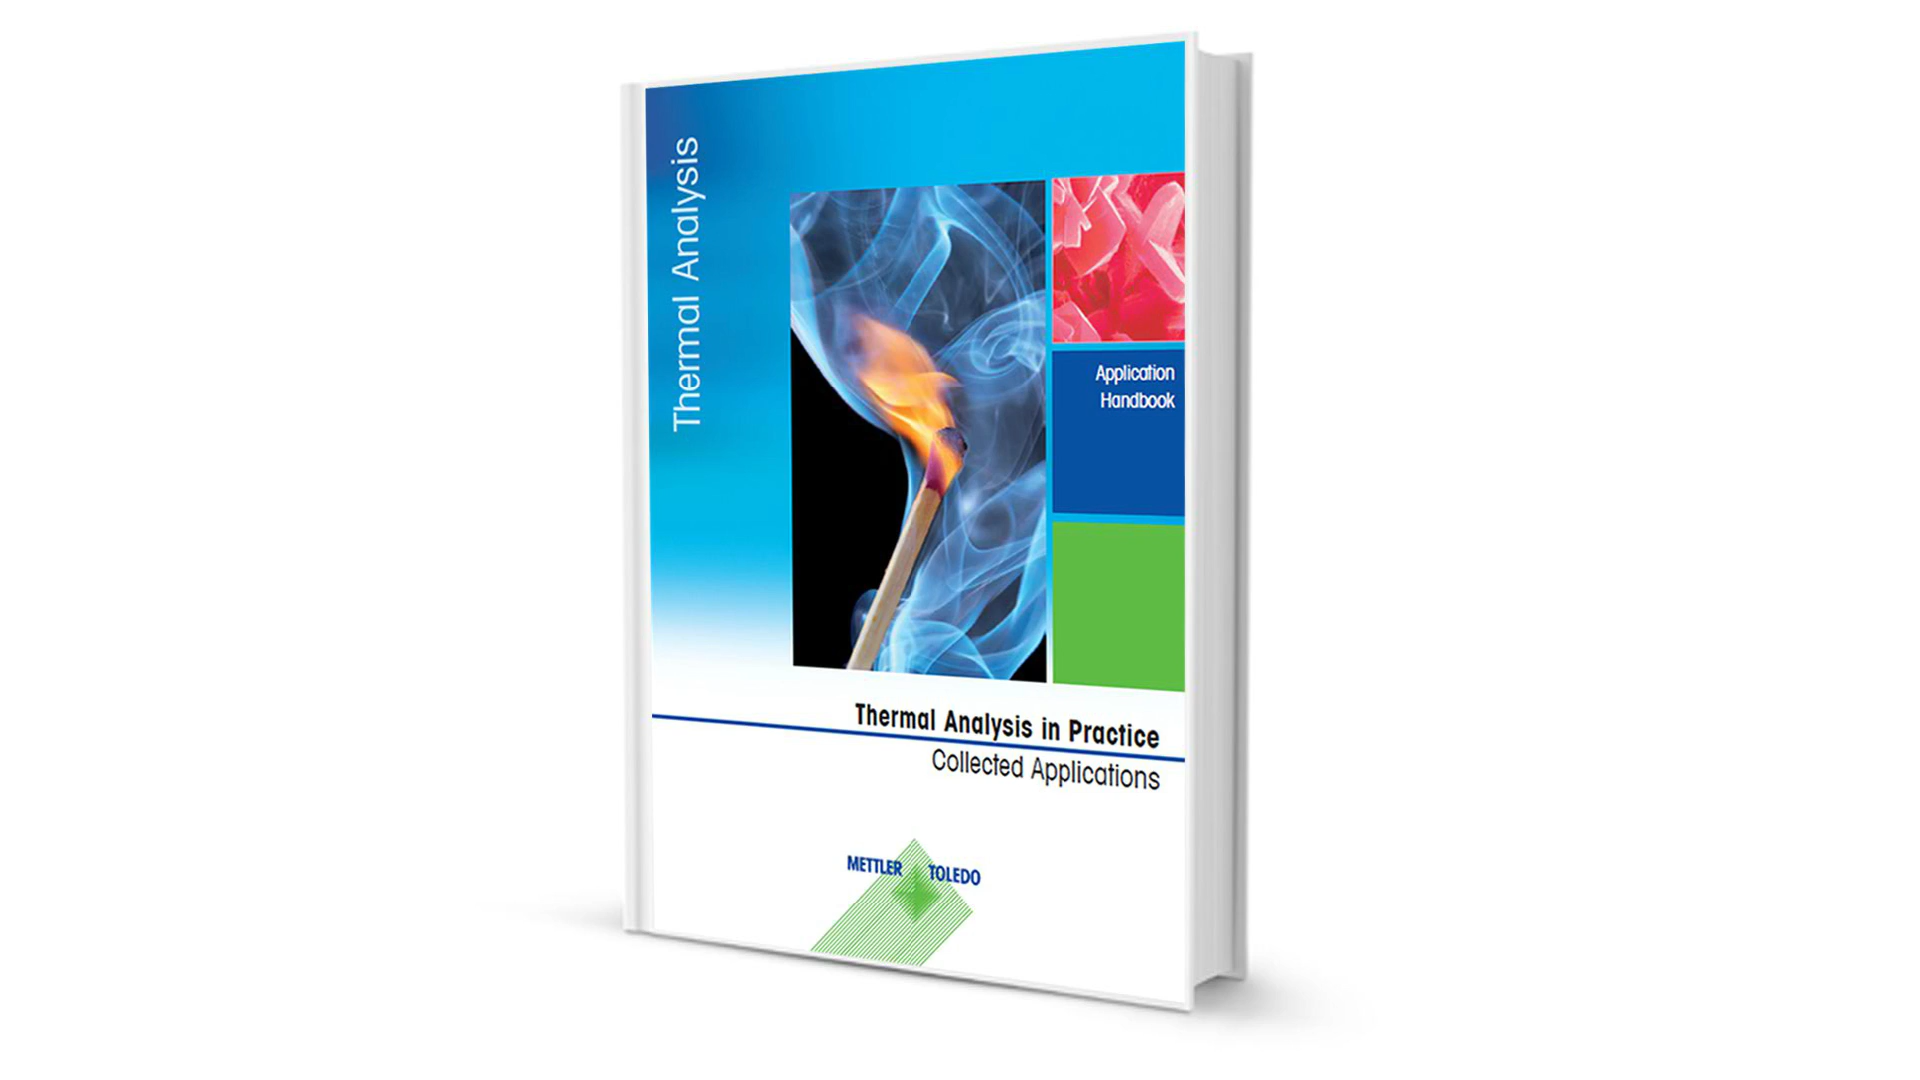 Thermal Analysis
Application
Handbook
Thermal Analysis in Practice
Collected Applications
METTLER TOLEDO